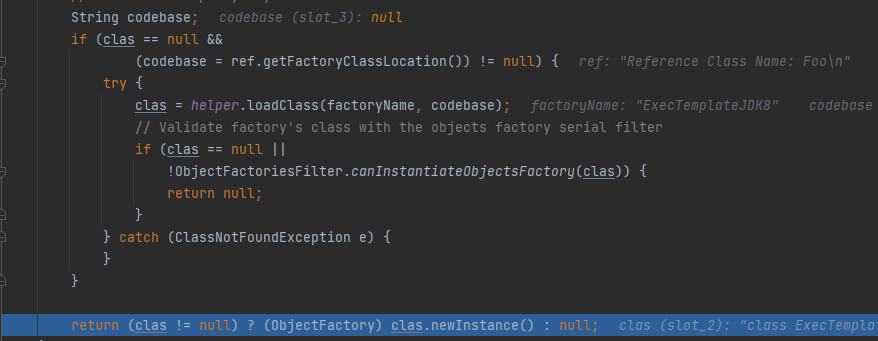 String codebase;   codebase (slot_3): null
if (clas == null &&
        (codebase = ref.getFactoryClassLocation()) != null) {   ref: "Reference Class Name: Foo\n"
    try {
        clas = helper.loadClass(factoryName, codebase);   factoryName: "ExecTemplateJDK8"    codebase
        // Validate factory's class with the objects factory serial filter
        if (clas == null ||
            !ObjectFactoriesFilter.canInstantiateObjectsFactory(clas)) {
            return null;
        }
    } catch (ClassNotFoundException e) {
    }
}
return (clas != null) ? (ObjectFactory) clas.newInstance() : null;   clas (slot_2): "class ExecTempla